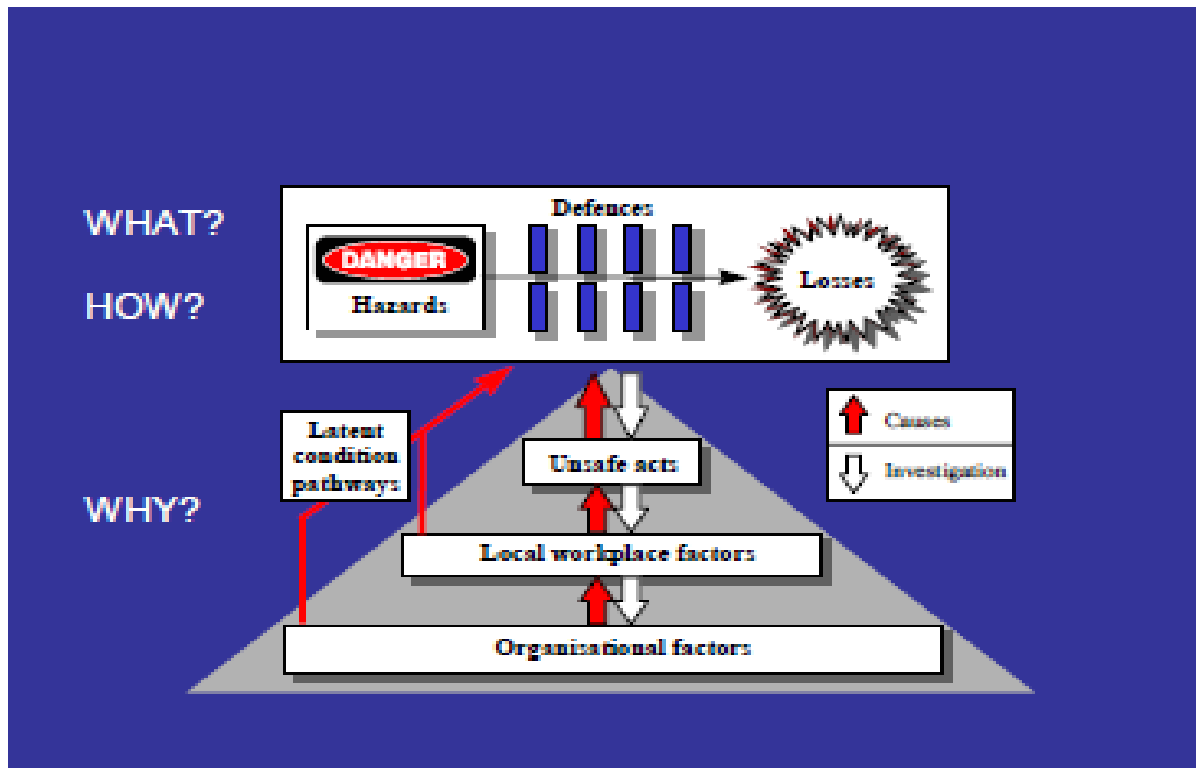 WHAT?
HOW?
WHY?
Defences
DANGER
Hazards
Losses
Latent
condition
pathways
Unsafe acts
Causes
Investigation
Local workplace factors
Organisational factors